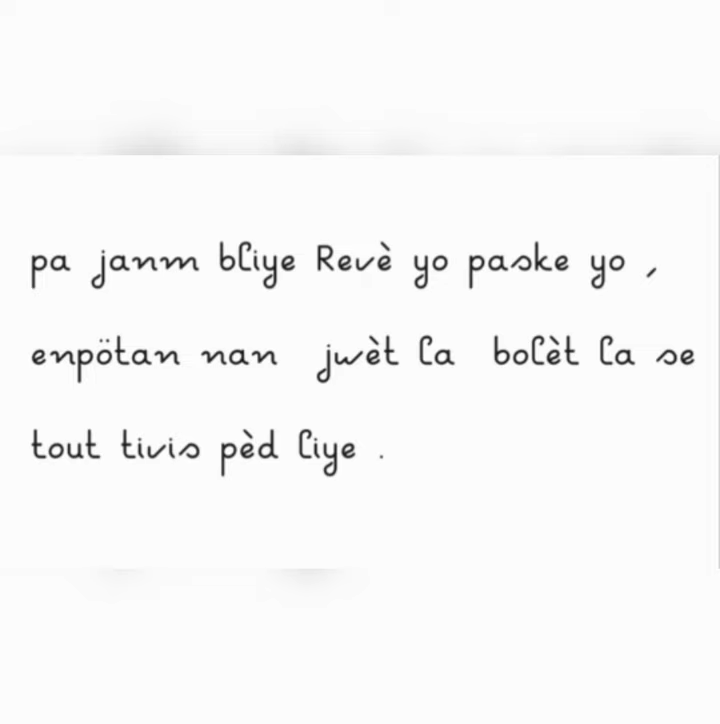 pa janm bliye Revè yo paske yo ,
enpötan nan jwèt la bolèt la se
tout tivis pèd liye .